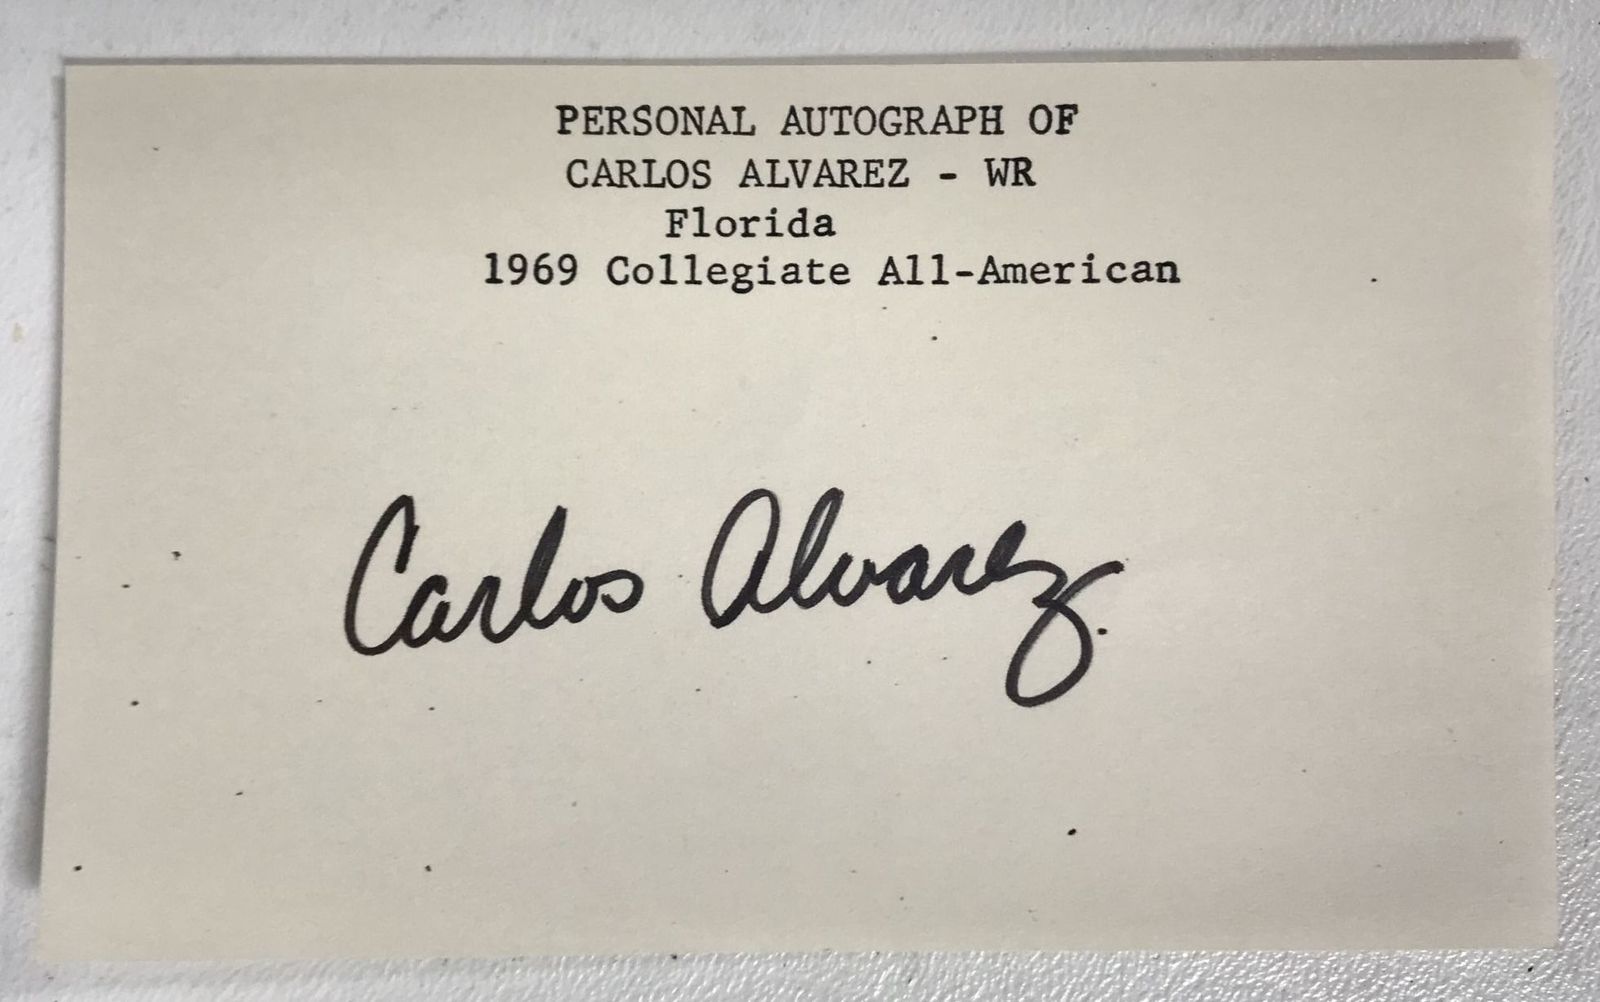 PERSONAL AUTOGRAPH OF
CARLOS ALVAREZ - WR
Florida
1969 Collegiate All-American
Carlos Alvarez